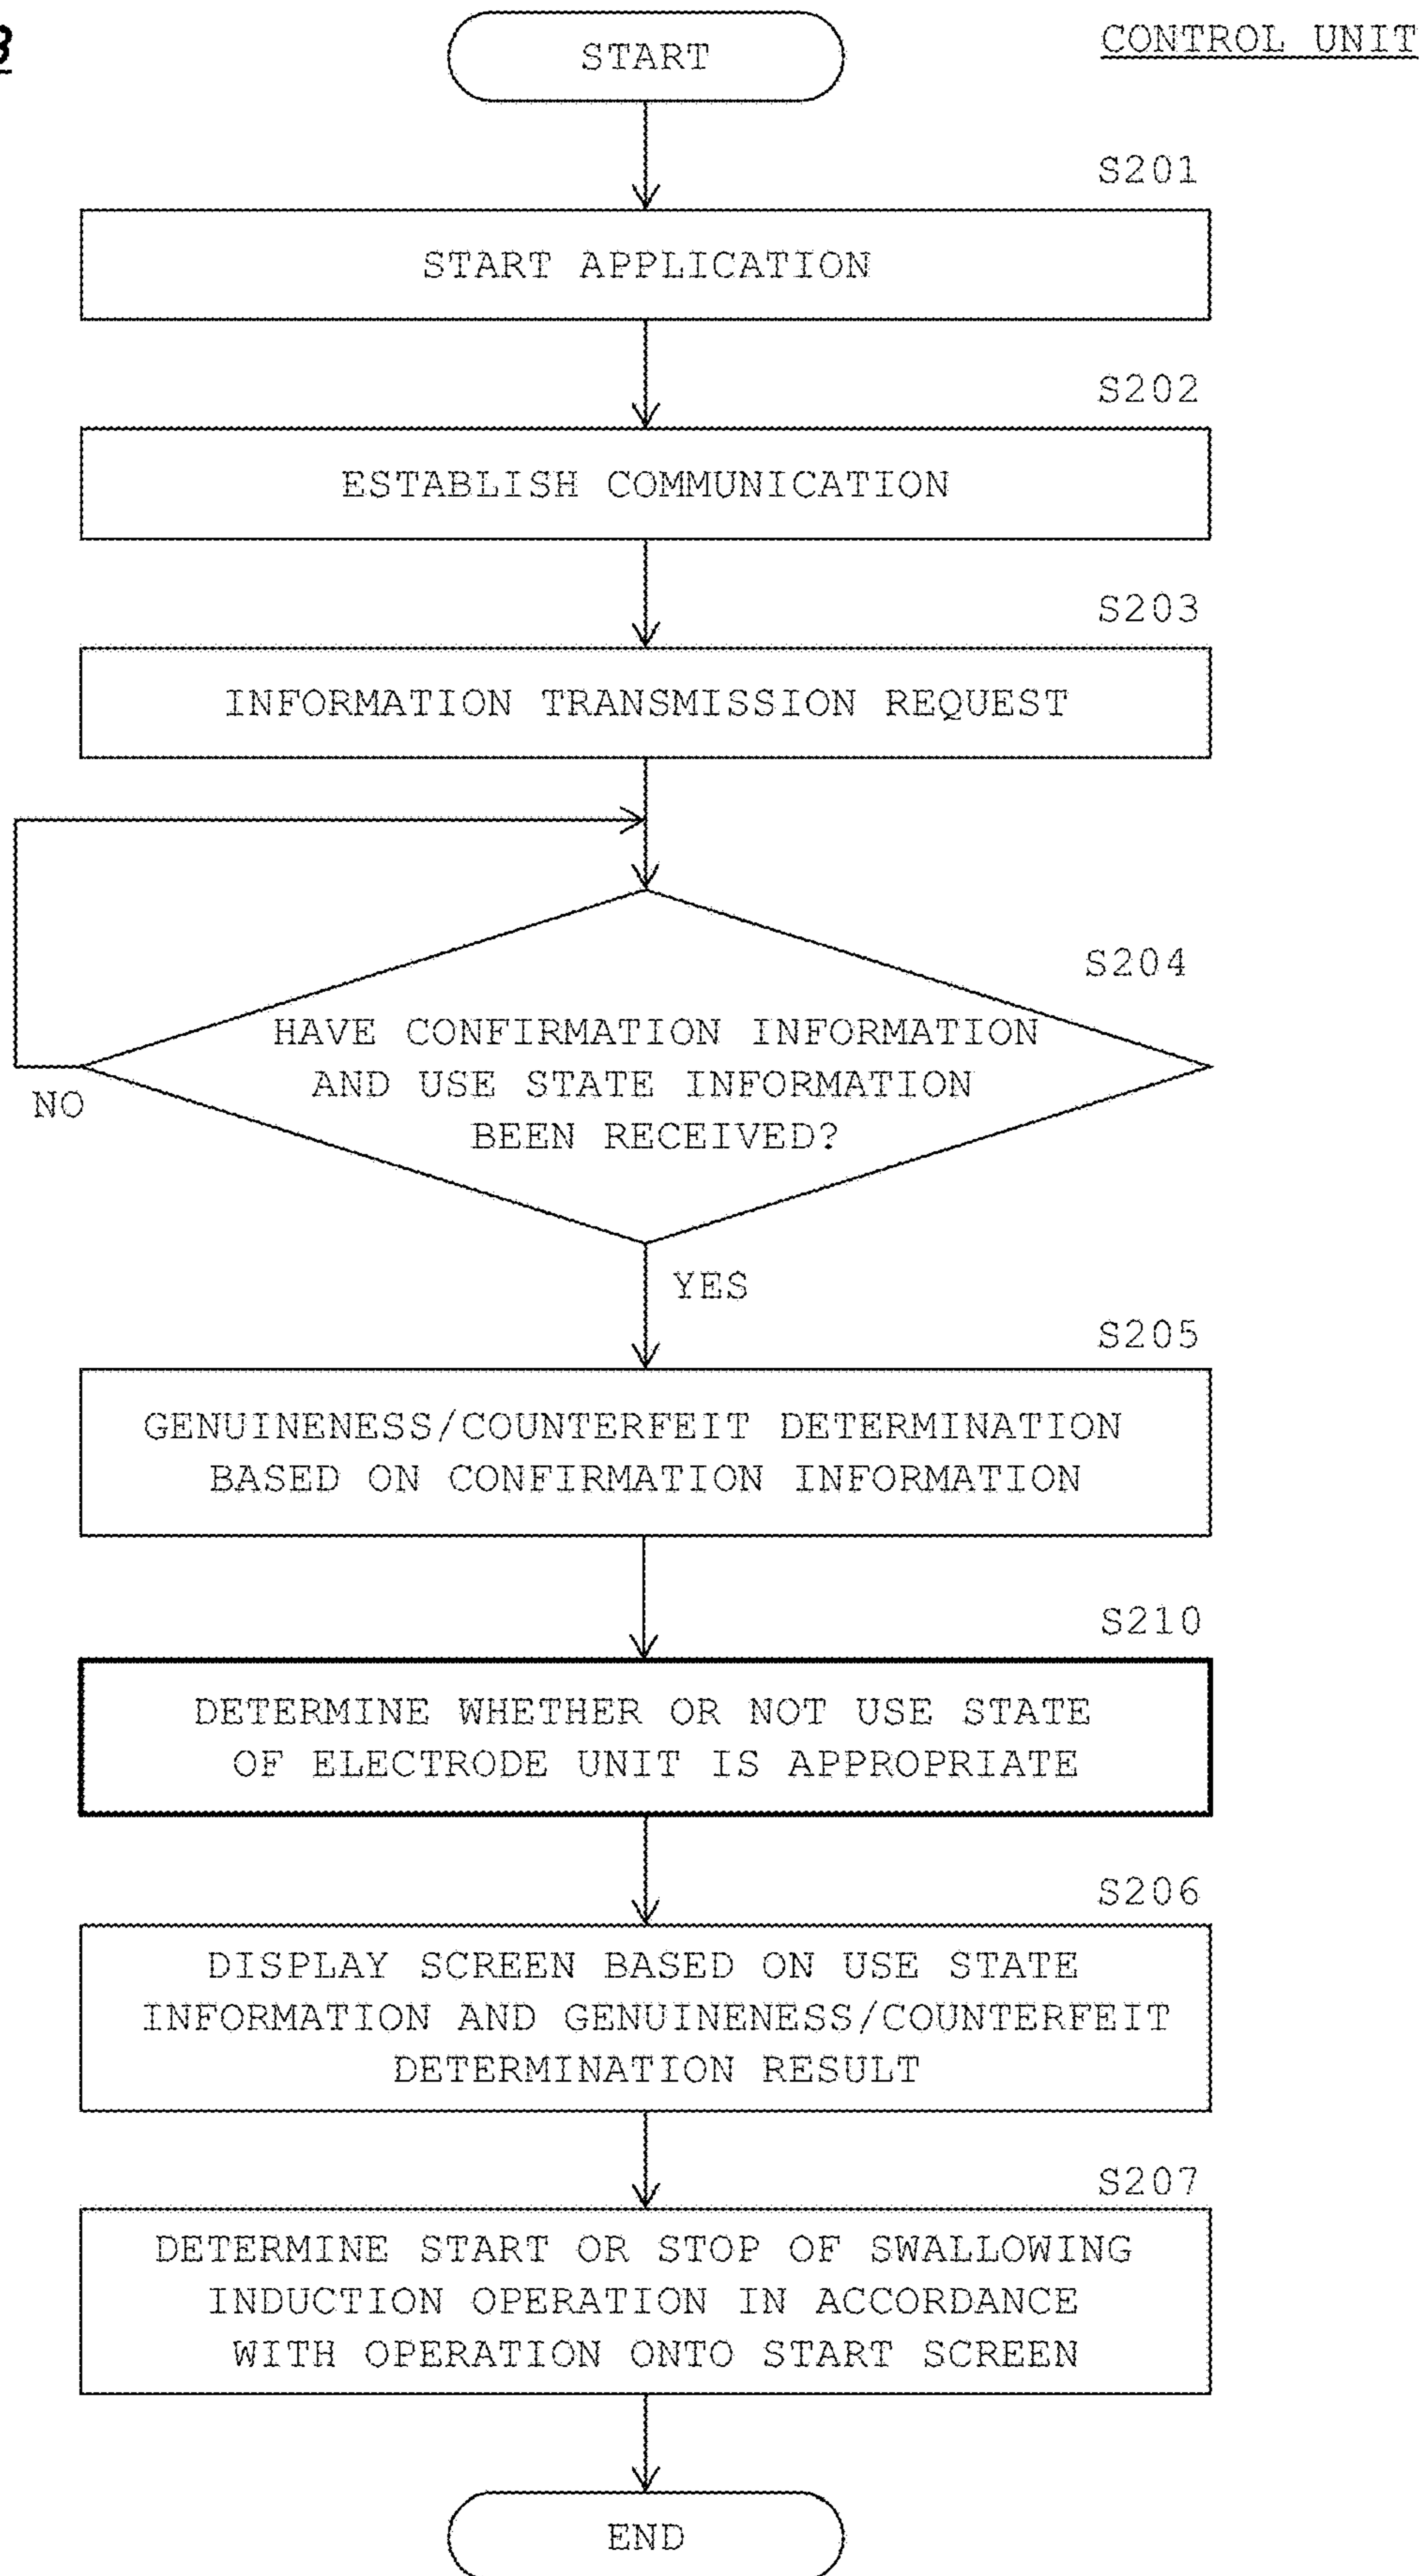 START
CONTROL UNIT
S201
START APPLICATION
S202
ESTABLISH COMMUNICATION
S203
INFORMATION TRANSMISSION REQUEST
S204
HAVE CONFIRMATION INFORMATION
AND USE STATE INFORMATION
BEEN RECEIVED?
NO
YES
S205
GENUINENESS/COUNTERFEIT DETERMINATION
BASED ON CONFIRMATION INFORMATION
S210
DETERMINE WHETHER OR NOT USE STATE
OF ELECTRODE UNIT IS APPROPRIATE
S206
DISPLAY SCREEN BASED ON USE STATE
INFORMATION AND GENUINENESS/COUNTERFEIT
DETERMINATION RESULT
S207
DETERMINE START OR STOP OF SWALLOWING
INDUCTION OPERATION IN ACCORDANCE
WITH OPERATION ONTO START SCREEN
END